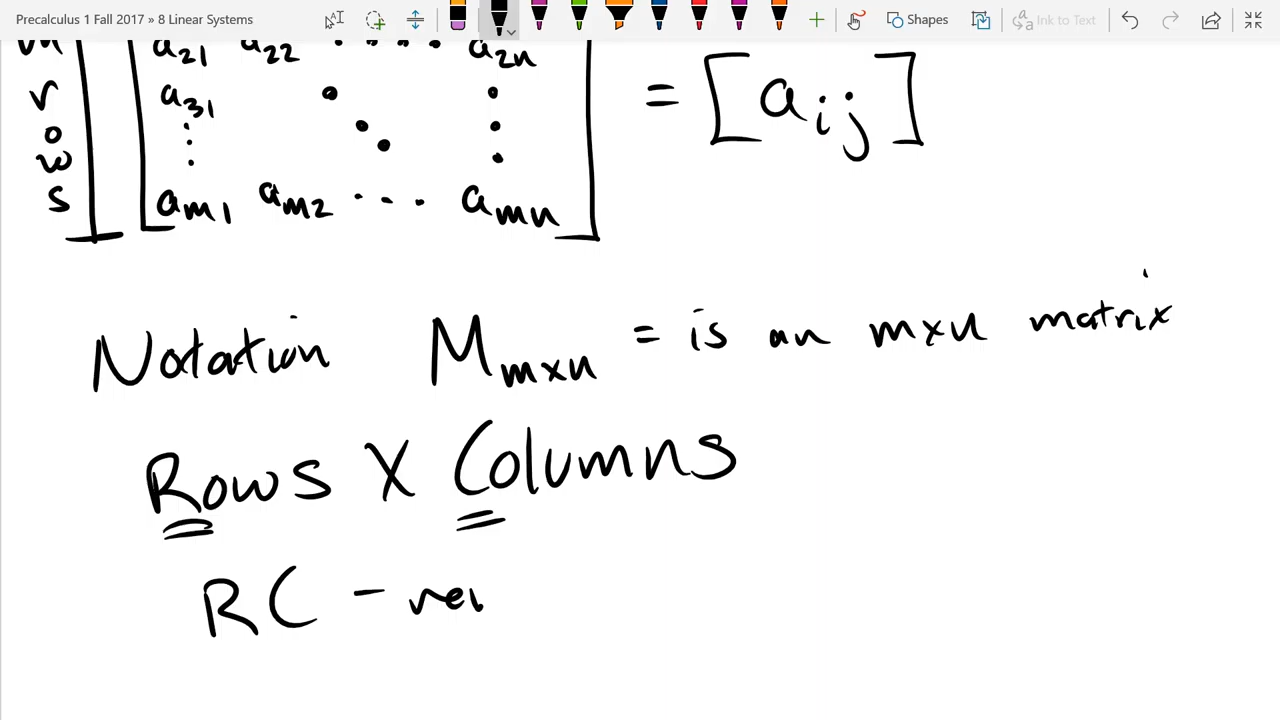 Precalculus 1 Fall 2017 » 8 Linear Systems
Shapes
Ink to Text
m rows
a21 a22 ..... a2n
a31
am1 am2 ... amn
= [aij]
Notation Mmxn = is an mxn matrix
Rows X Columns
RC -